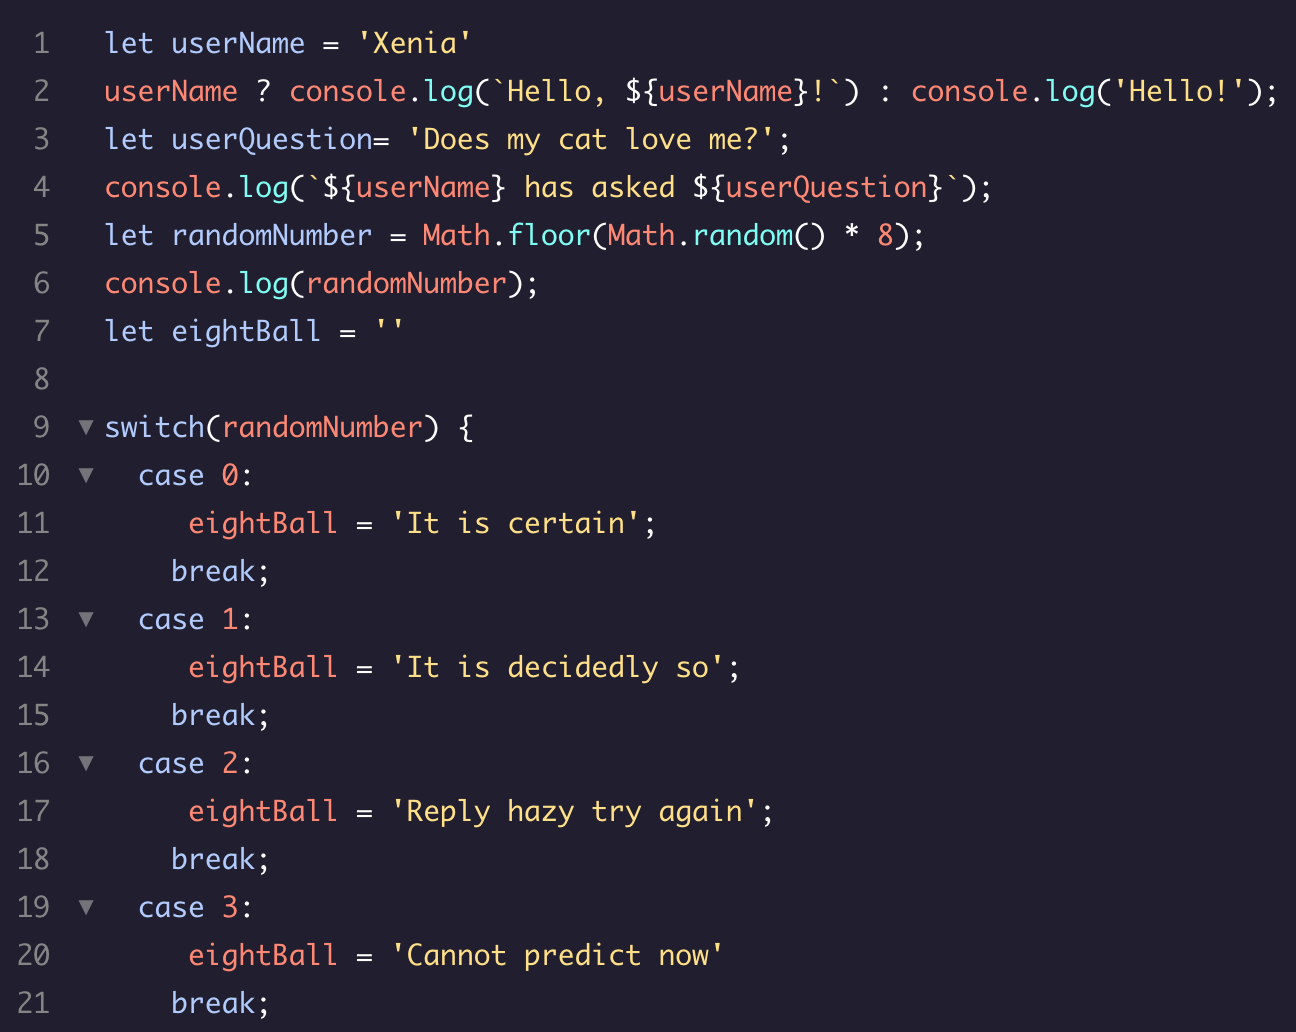 1 let userName = 'Xenia'
2 userName ? console.log(`Hello, ${userName}!`) : console.log('Hello!');
3 let userQuestion= 'Does my cat love me?';
4 console.log(`${userName} has asked ${userQuestion}`);
5 let randomNumber = Math.floor(Math.random() * 8);
6 console.log(randomNumber);
7 let eightBall = ''
8
9 ▼ switch(randomNumber) {
10 ▼ case 0:
11 eightBall = 'It is certain';
12 break;
13 ▼ case 1:
14 eightBall = 'It is decidedly so';
15 break;
16 ▼ case 2:
17 eightBall = 'Reply hazy try again';
18 break;
19 ▼ case 3:
20 eightBall = 'Cannot predict now'
21 break;